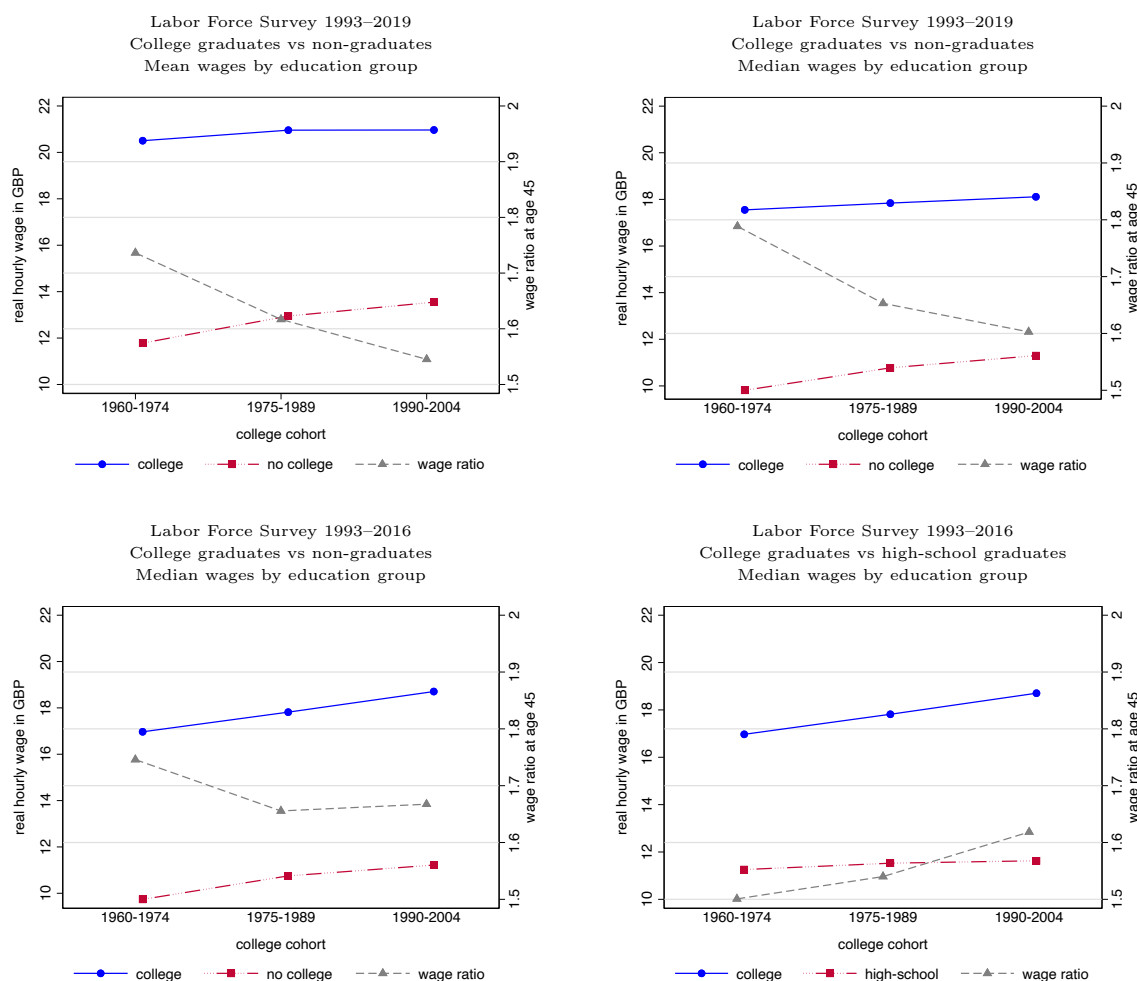 Labor Force Survey 1993–2019
College graduates vs non-graduates
Mean wages by education group
real hourly wage in GBP
10 12 14 16 18 20 22
wage ratio at age 45
1.5 1.6 1.7 1.8 1.9 2
1960-1974 1975-1989 1990-2004
college cohort
college no college wage ratio
Labor Force Survey 1993–2019
College graduates vs non-graduates
Median wages by education group
real hourly wage in GBP
10 12 14 16 18 20 22
wage ratio at age 45
1.5 1.6 1.7 1.8 1.9 2
1960-1974 1975-1989 1990-2004
college cohort
college no college wage ratio
Labor Force Survey 1993–2016
College graduates vs non-graduates
Median wages by education group
real hourly wage in GBP
10 12 14 16 18 20 22
wage ratio at age 45
1.5 1.6 1.7 1.8 1.9 2
1960-1974 1975-1989 1990-2004
college cohort
college no college wage ratio
Labor Force Survey 1993–2016
College graduates vs high-school graduates
Median wages by education group
real hourly wage in GBP
10 12 14 16 18 20 22
wage ratio at age 45
1.5 1.6 1.7 1.8 1.9 2
1960-1974 1975-1989 1990-2004
college cohort
college high-school wage ratio